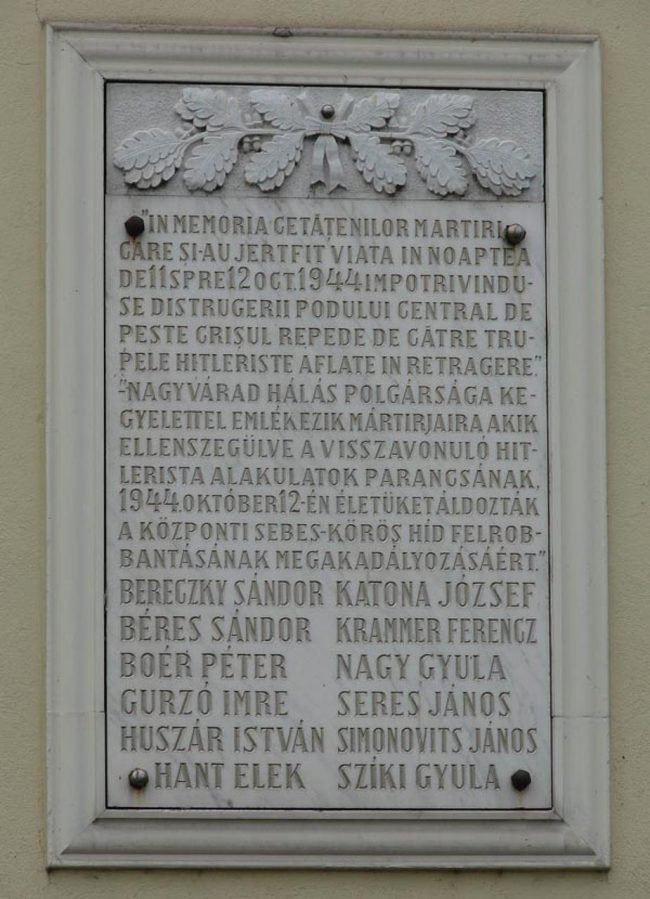 "IN MEMORIA CETĂȚENILOR MARTIRI
CARE ȘI-AU JERTFIT VIATA IN NOAPTEA
DE 11 SPRE 12 OCT. 1944 IMPOTRIVINDU-
SE DISTRUGERII PODULUI CENTRAL DE
PESTE CRIȘUL REPEDE DE CĂTRE TRU-
PELE HITLERISTE AFLATE IN RETRAGERE."
-"NAGYVÁRAD HÁLÁS POLGÁRSÁGA KE-
GYELETTEL EMLÉKEZIK MÁRTIRJAIRA AKIK
ELLENSZEGÜLVE A VISSZAVONULÓ HIT-
LERISTA ALAKULATOK PARANCSÁNAK,
1944. OKTÓBER 12-ÉN ÉLETÜKET ÁLDOZTÁK
A KÖZPONTI SEBES-KÖRÖS HÍD FELROB-
BANTÁSÁNAK MEGAKADÁLYOZÁSÁÉRT."
BERECZKY SÁNDOR KATONA JÓZSEF
BÉRES SÁNDOR KRAMMER FERENCZ
BOÉR PÉTER NAGY GYULA
GURZÓ IMRE SERES JÁNOS
HUSZÁR ISTVÁN SIMONOVITS JÁNOS
HANT ELEK SZÍKI GYULA